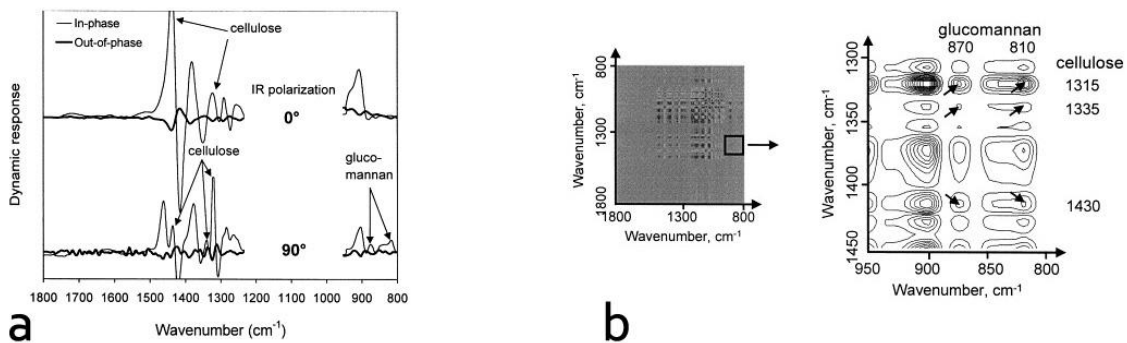 In-phase
Out-of-phase
cellulose
IR polarization
0°
cellulose
gluco-
mannan
90°
Dynamic response
1800 1700 1600 1500 1400 1300 1200 1100 1000 900 800
Wavenumber (cm-1)
a
800
1300
1800
Wavenumber, cm-1
1800 1300 800
Wavenumber, cm-1
b
glucomannan
870 810
cellulose
1315
1335
1430
1300
1350
1400
1450
Wavenumber, cm-1
950 900 850 800
Wavenumber, cm-1